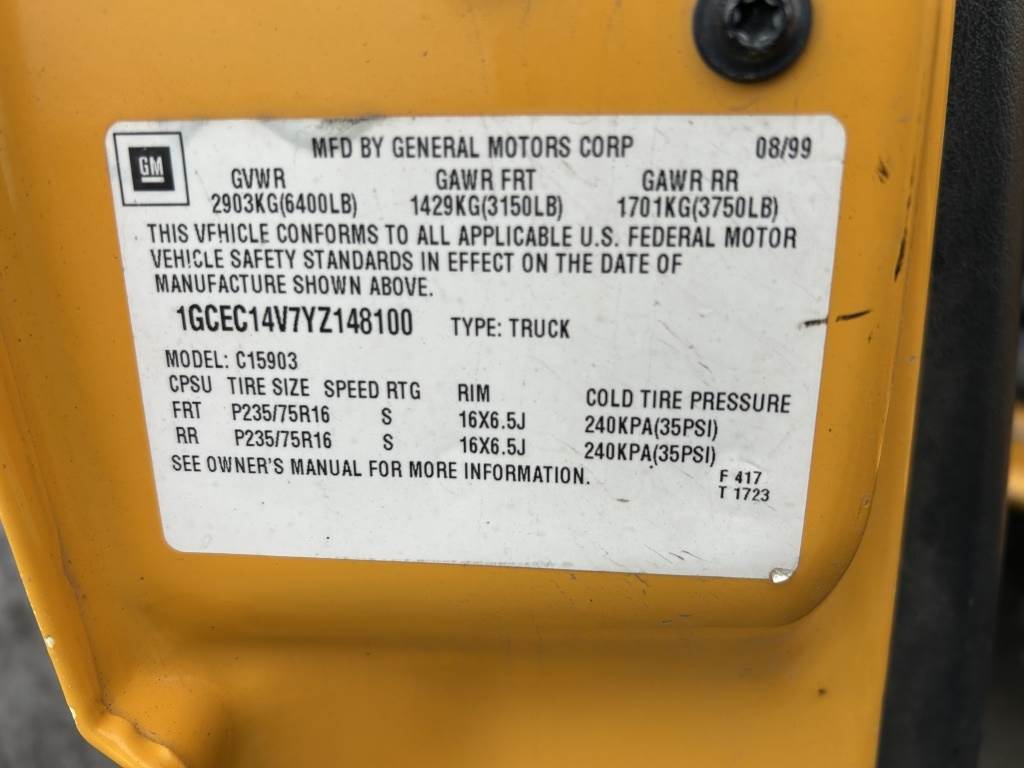 GM
MFD BY GENERAL MOTORS CORP 08/99
GVWR GAWR FRT GAWR RR
2903KG(6400LB) 1429KG(3150LB) 1701KG(3750LB)
THIS VEHICLE CONFORMS TO ALL APPLICABLE U.S. FEDERAL MOTOR
VEHICLE SAFETY STANDARDS IN EFFECT ON THE DATE OF
MANUFACTURE SHOWN ABOVE.
1GCEC14V7YZ148100 TYPE: TRUCK
MODEL: C15903
CPSU TIRE SIZE SPEED RTG RIM COLD TIRE PRESSURE
FRT P235/75R16 S 16X6.5J 240KPA(35PSI)
RR P235/75R16 S 16X6.5J 240KPA(35PSI)
SEE OWNER'S MANUAL FOR MORE INFORMATION.
F 417
T 1723